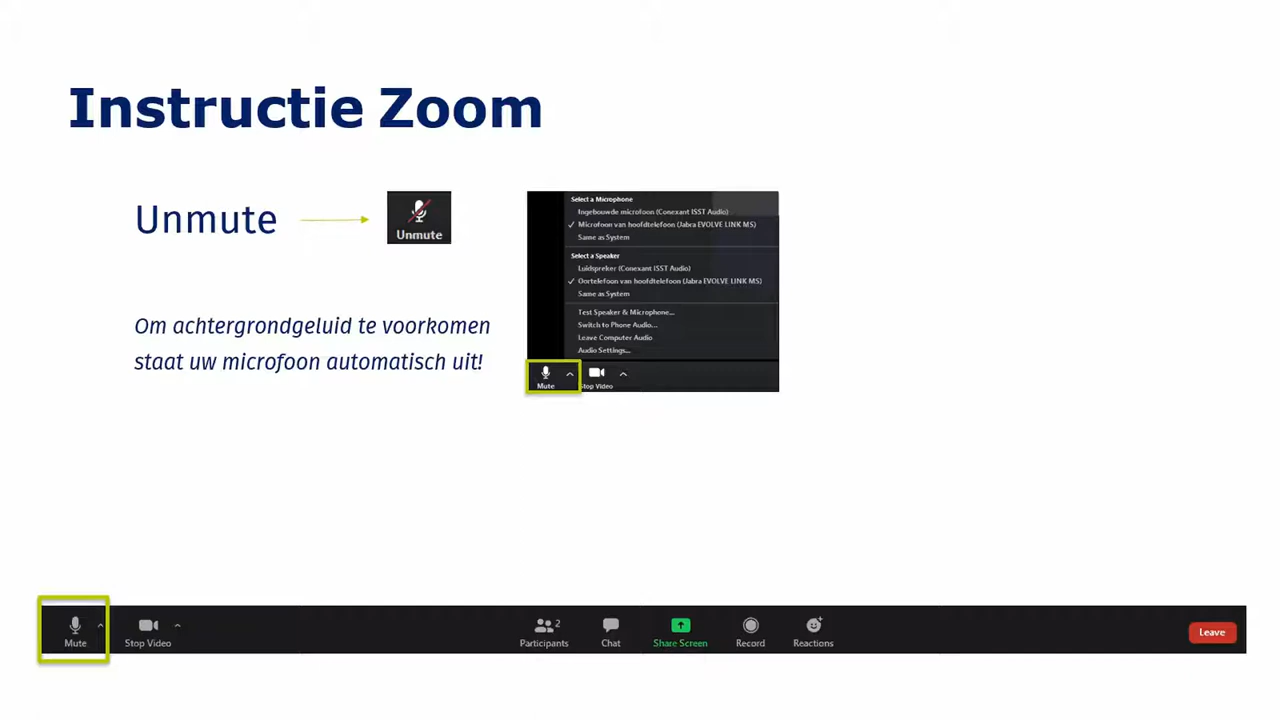 Instructie Zoom
Unmute
Unmute
Om achtergrondgeluid te voorkomen
staat uw microfoon automatisch uit!
Select a Microphone
Ingebouwde microfoon (Conexant ISST Audio)
✓ Microfoon van hoofdtelefoon (Jabra EVOLVE LINK MS)
Same as System
Select a Speaker
Luidspreker (Conexant ISST Audio)
✓ Oortelefoon van hoofdtelefoon (Jabra EVOLVE LINK MS)
Same as System
Test Speaker & Microphone...
Switch to Phone Audio...
Leave Computer Audio
Audio Settings...
Mute
Stop Video
Mute
Stop Video
Participants 2
Chat
Share Screen
Record
Reactions
Leave